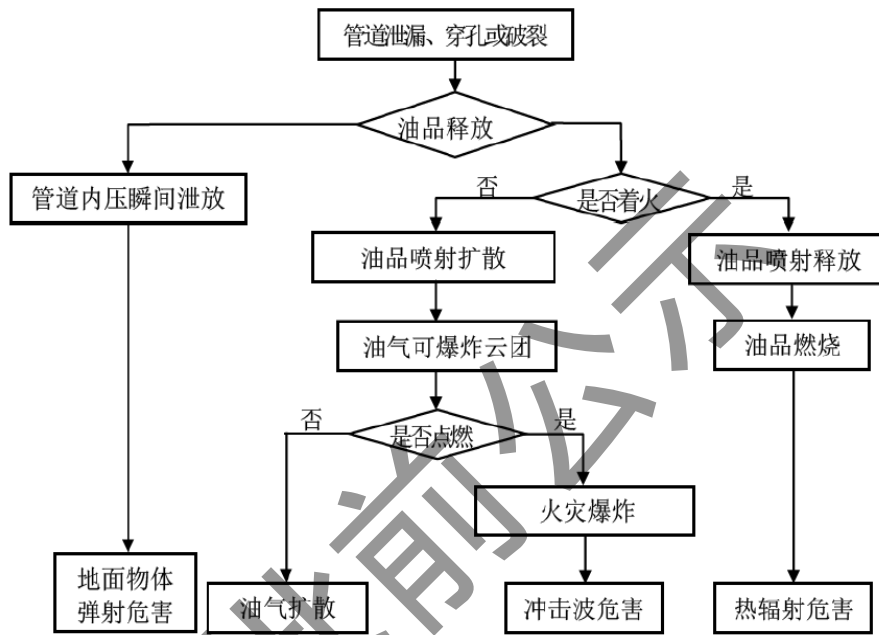 管道泄漏、穿孔或破裂
油品释放
管道内压瞬间泄放
否
是否着火
是
油品喷射扩散
油品喷射释放
油气可爆炸云团
油品燃烧
否
是否点燃
是
火灾爆炸
地面物体
弹射危害
油气扩散
冲击波危害
热辐射危害
前公示